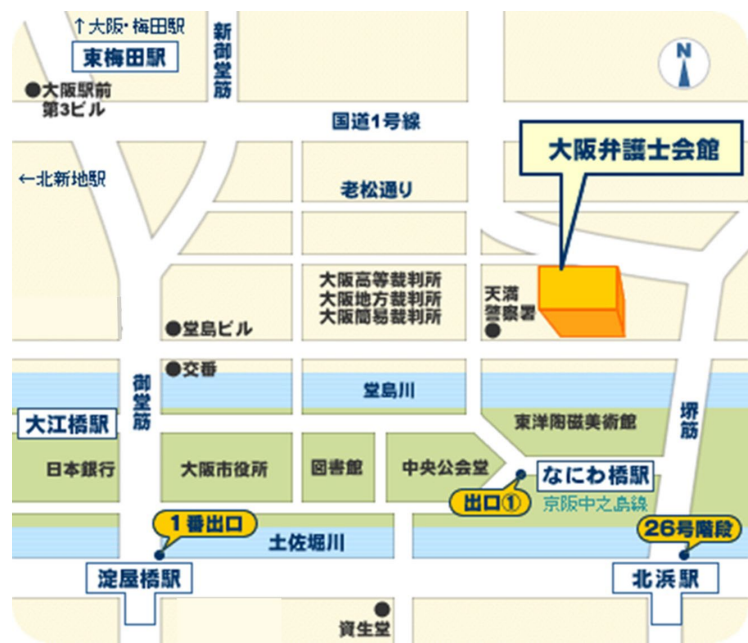 ↑大阪・梅田駅
東梅田駅
新御堂筋
N
●大阪駅前
第3ビル
国道1号線
大阪弁護士会館
←北新地駅
老松通り
大阪高等裁判所
大阪地方裁判所
大阪簡易裁判所
天満
警察署
●堂島ビル
●交番
御堂筋
堂島川
堺筋
大江橋駅
東洋陶磁美術館
日本銀行
大阪市役所
図書館
中央公会堂
なにわ橋駅
出口①
京阪中之島線
1番出口
土佐堀川
26号階段
淀屋橋駅
北浜駅
資生堂